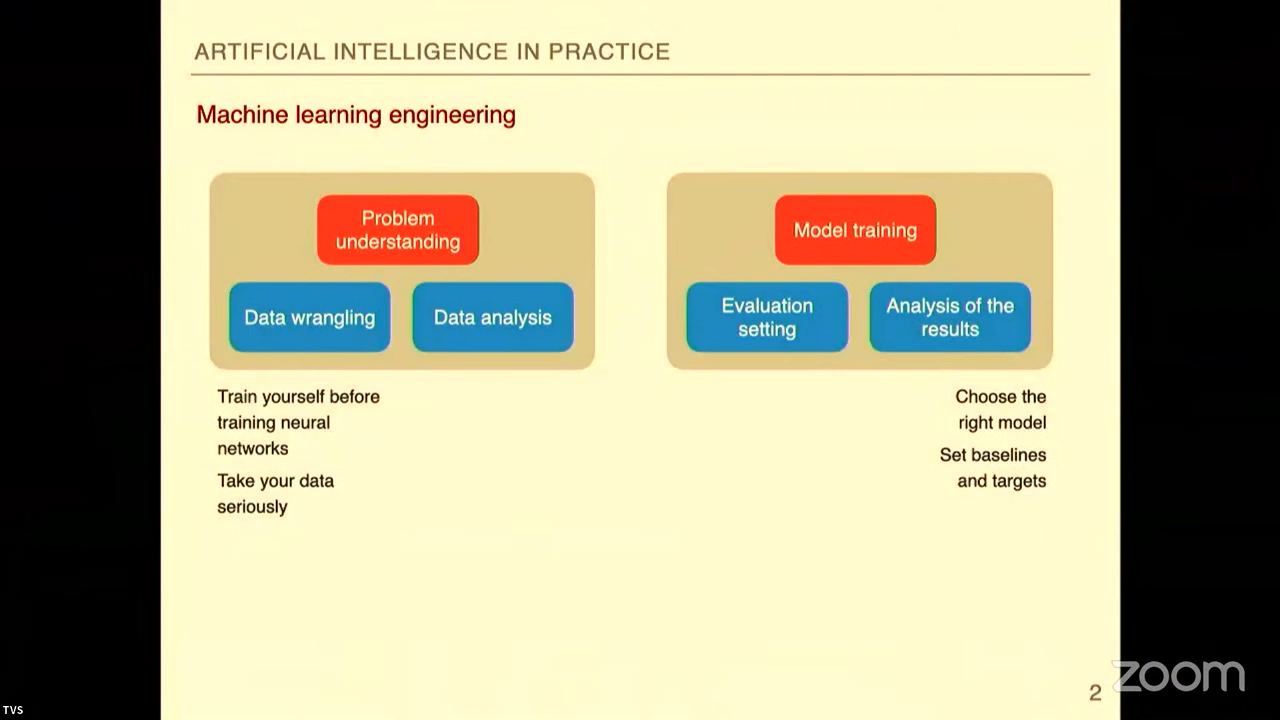 ARTIFICIAL INTELLIGENCE IN PRACTICE
Machine learning engineering
Problem
understanding
Data wrangling
Data analysis
Train yourself before
training neural
networks
Take your data
seriously
Model training
Evaluation
setting
Analysis of the
results
Choose the
right model
Set baselines
and targets
2
zoom
TVS